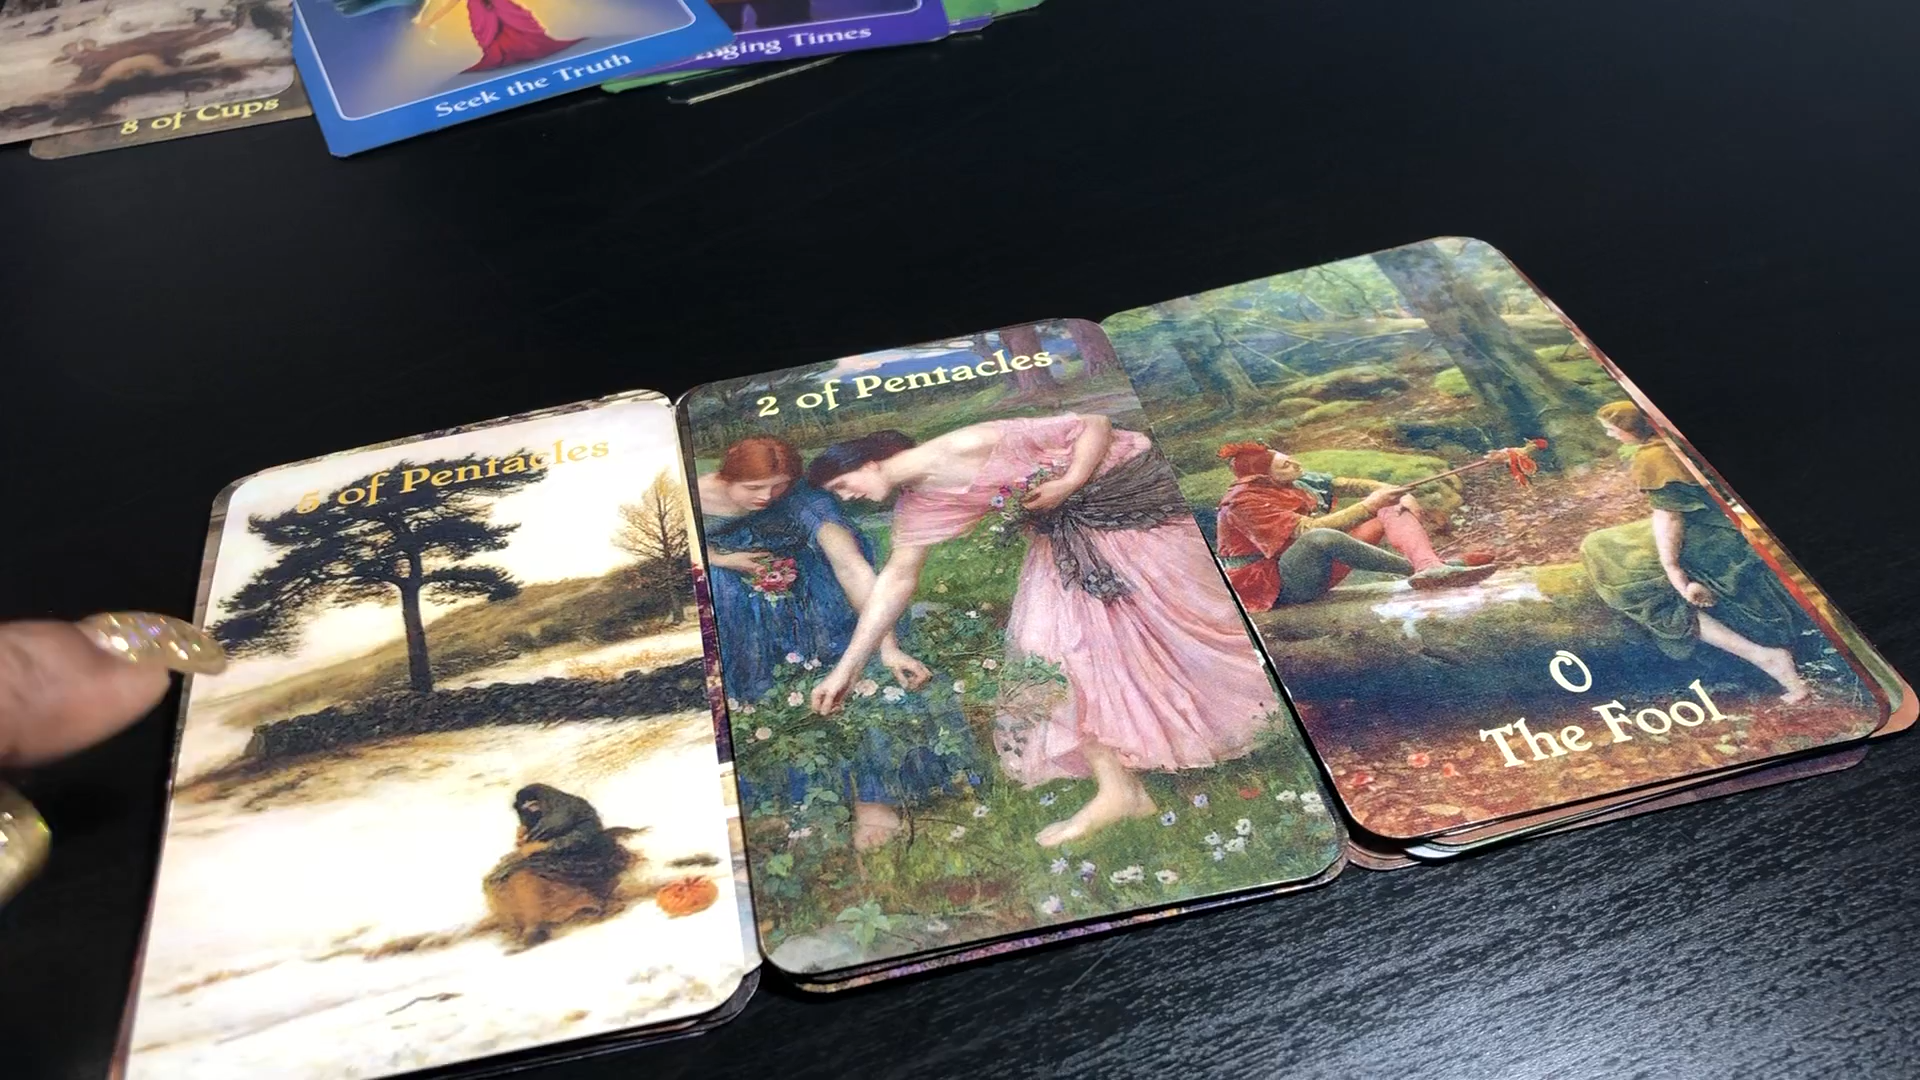 8 of Cups
Seek the Truth
Times
5 of Pentacles
2 of Pentacles
0
The Fool